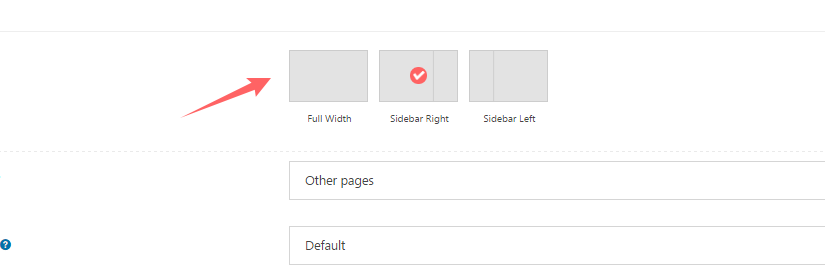 Full Width
Sidebar Right
Sidebar Left
Other pages
Default